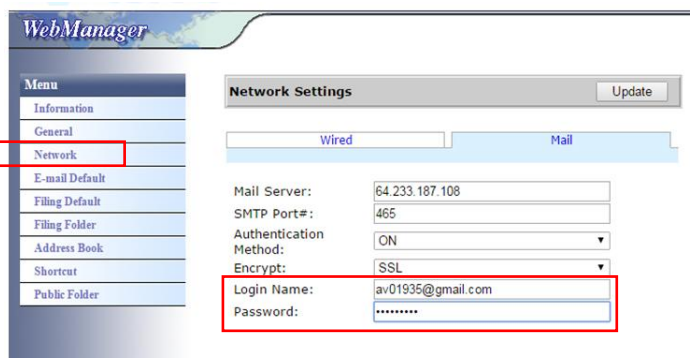 WebManager
Menu
Information
General
Network
E-mail Default
Filing Default
Filing Folder
Address Book
Shortcut
Public Folder
Network Settings Update
Wired Mail
Mail Server: 64.233.187.108
SMTP Port#: 465
Authentication
Method: ON
Encrypt: SSL
Login Name: av01935@gmail.com
Password: •••••••••